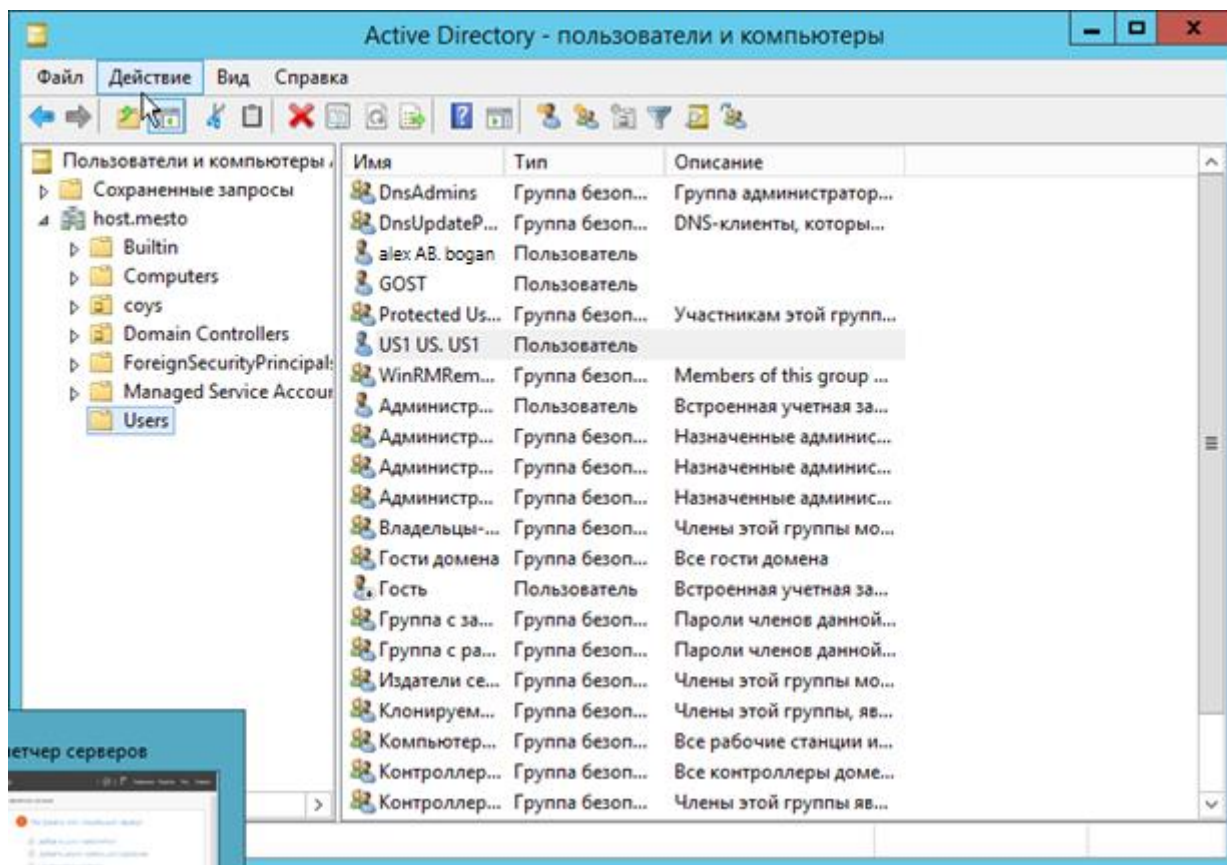 Active Directory - пользователи и компьютеры
Файл Действие Вид Справка
Пользователи и компьютеры
Сохраненные запросы
host.mesto
Builtin
Computers
coys
Domain Controllers
ForeignSecurityPrincipal
Managed Service Accour
Users
Имя Тип Описание
DnsAdmins Группа безоп... Группа администратор...
DnsUpdateP... Группа безоп... DNS-клиенты, которы...
alex AB. bogan Пользователь
GOST Пользователь
Protected Us... Группа безоп... Участникам этой групп...
US1 US. US1 Пользователь
WinRMRem... Группа безоп... Members of this group ...
Администр... Пользователь Встроенная учетная за...
Администр... Группа безоп... Назначенные админис...
Администр... Группа безоп... Назначенные админис...
Администр... Группа безоп... Назначенные админис...
Владельцы-... Группа безоп... Члены этой группы мо...
Гости домена Группа безоп... Все гости домена
Гость Пользователь Встроенная учетная за...
Группа с за... Группа безоп... Пароли членов данной...
Группа с ра... Группа безоп... Пароли членов данной...
Издатели се... Группа безоп... Члены этой группы мо...
Клонируем... Группа безоп... Члены этой группы, яв...
Компьютер... Группа безоп... Все рабочие станции и...
Контроллер... Группа безоп... Все контроллеры доме...
Контроллер... Группа безоп... Члены этой группы яв...
петчер серверов